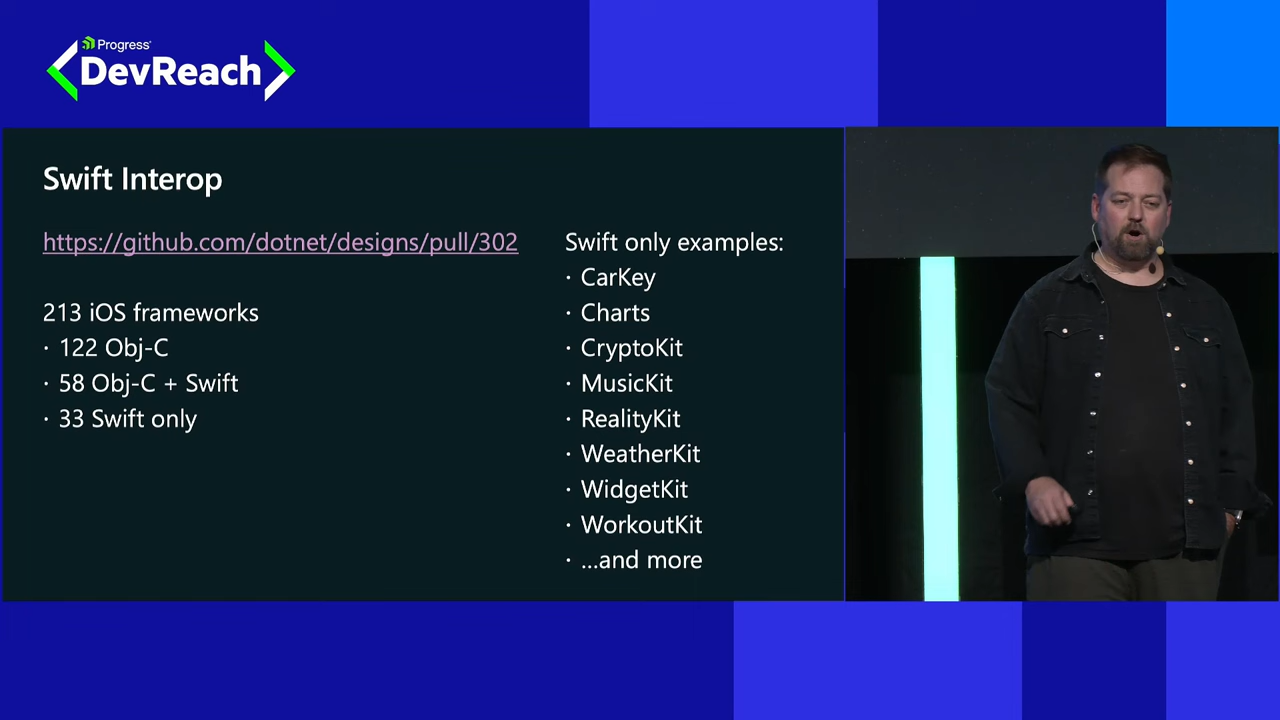 Progress®
DevReach
Swift Interop
https://github.com/dotnet/designs/pull/302
213 iOS frameworks
· 122 Obj-C
· 58 Obj-C + Swift
· 33 Swift only
Swift only examples:
· CarKey
· Charts
· CryptoKit
· MusicKit
· RealityKit
· WeatherKit
· WidgetKit
· WorkoutKit
· ...and more